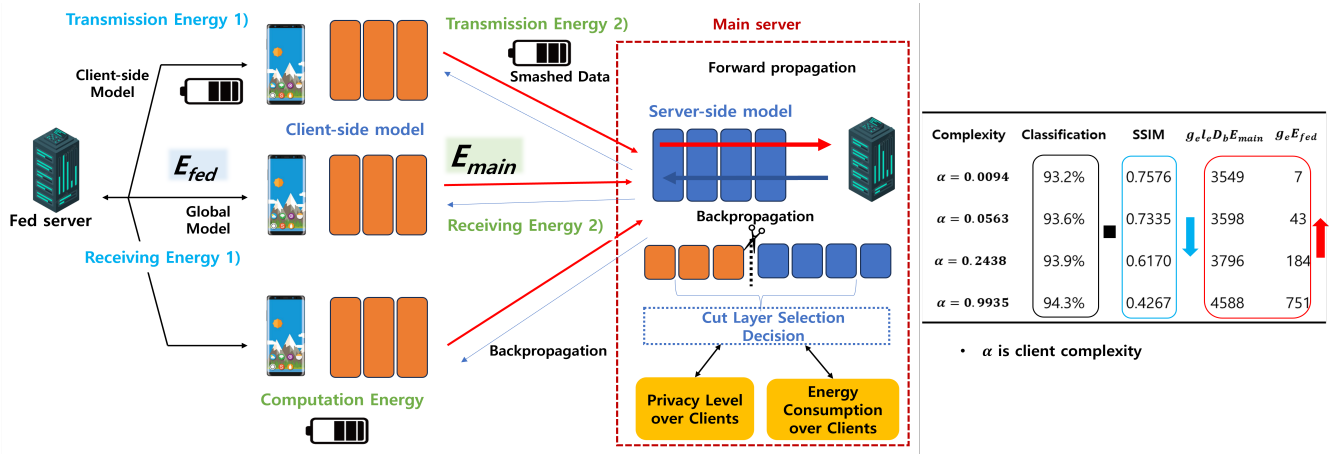 Transmission Energy 1)
Client-side
Model
Fed server
E_fed
Global
Model
Receiving Energy 1)
Client-side model
Computation Energy
Transmission Energy 2)
Smashed Data
E_main
Receiving Energy 2)
Backpropagation
Main server
Forward propagation
Server-side model
Backpropagation
Cut Layer Selection
Decision
Privacy Level
over Clients
Energy
Consumption
over Clients
Complexity Classification SSIM g_e l_e D_b E_main g_e E_fed
α = 0.0094 93.2% 0.7576 3549 7
α = 0.0563 93.6% 0.7335 3598 43
α = 0.2438 93.9% 0.6170 3796 184
α = 0.9935 94.3% 0.4267 4588 751
• α is client complexity